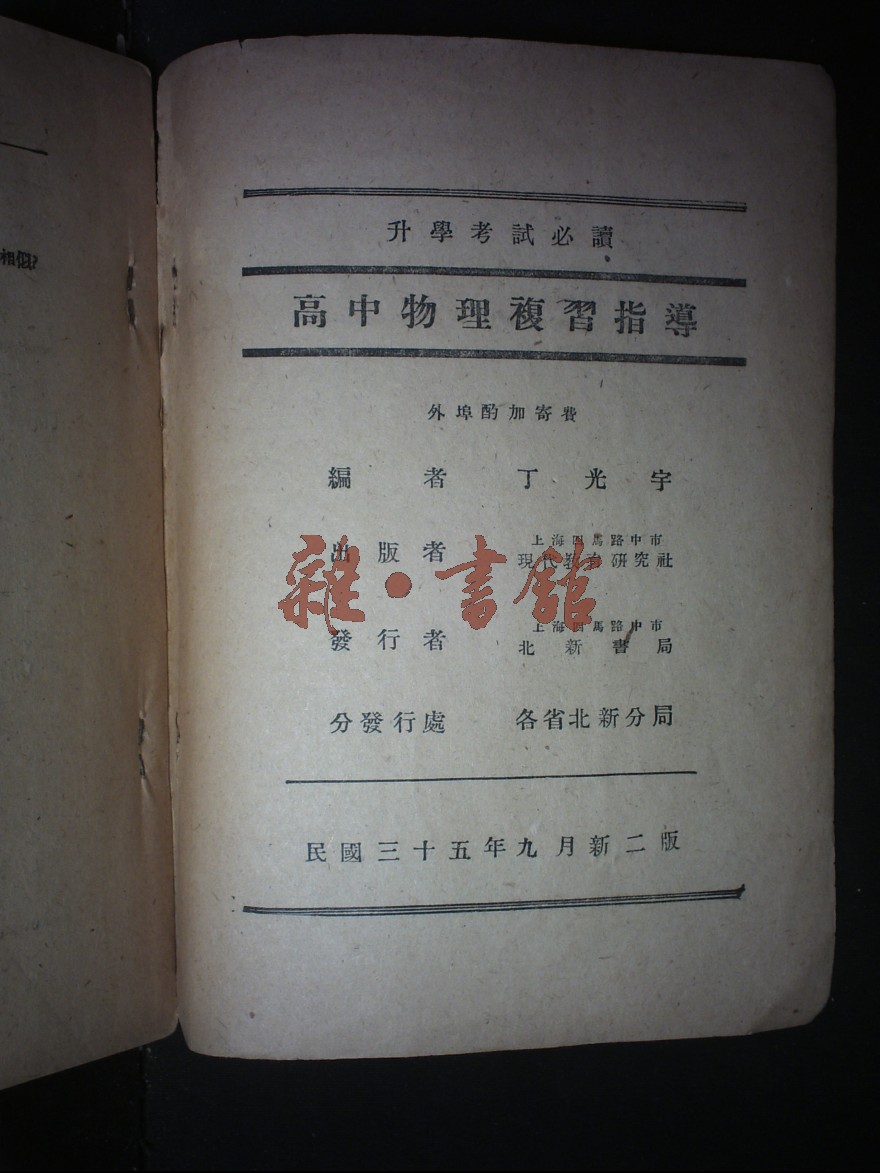 相似?
升學考試必讀
高中物理複習指導
外埠酌加寄費
編者 丁光宇
出版者 上海四馬路中市
現代教育研究社
發行者 上海四馬路中市
北新書局
分發行處 各省北新分局
民國三十五年九月新二版
雜·書館